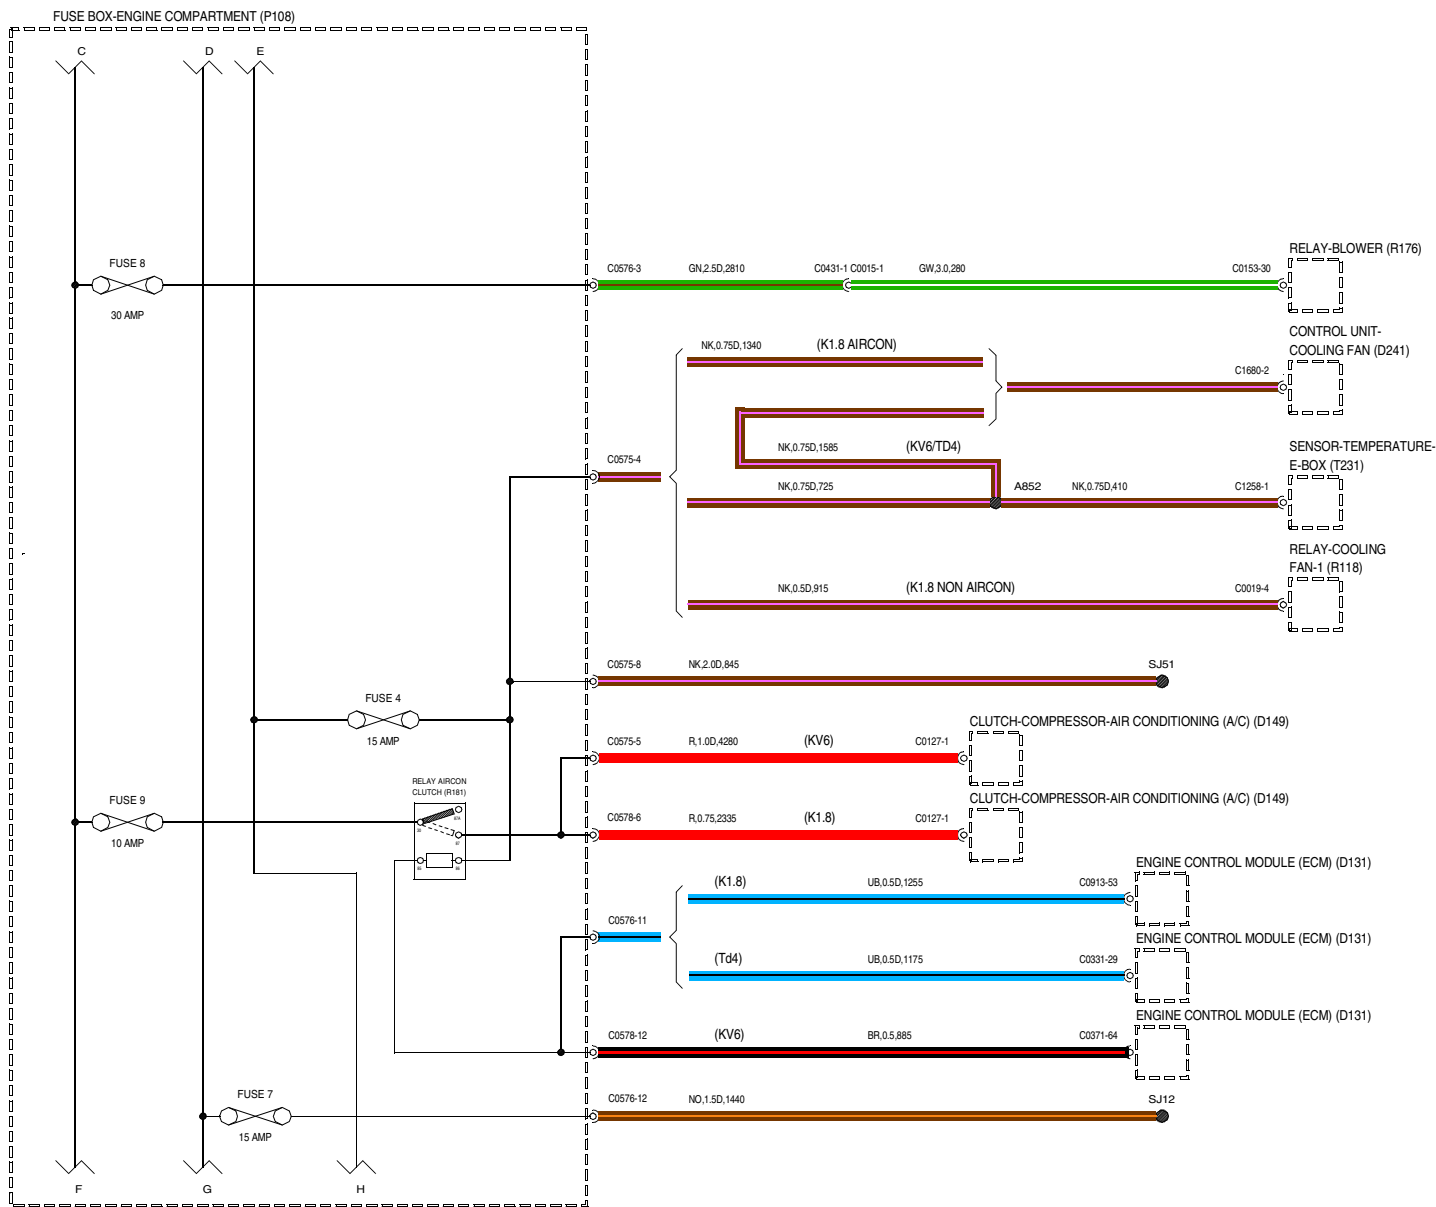 FUSE BOX-ENGINE COMPARTMENT (P108)
C
D
E
RELAY-BLOWER (R176)
FUSE 8
C0576-3
GN,2.5D,2810
C0431-1
C0015-1
GW,3.0,280
C0153-30
30 AMP
CONTROL UNIT-
COOLING FAN (D241)
NK,0.75D,1340
(K1.8 AIRCON)
C1680-2
SENSOR-TEMPERATURE-
E-BOX (T231)
NK,0.75D,1585
(KV6/TD4)
C0575-4
NK,0.75D,725
A852
NK,0.75D,410
C1258-1
RELAY-COOLING
FAN-1 (R118)
NK,0.5D,915
(K1.8 NON AIRCON)
C0019-4
C0575-8
NK,2.0D,845
SJ51
FUSE 4
15 AMP
CLUTCH-COMPRESSOR-AIR CONDITIONING (A/C) (D149)
C0575-5
R,1.0D,4280
(KV6)
C0127-1
RELAY AIRCON
CLUTCH (R181)
87A
30
87
85
86
FUSE 9
10 AMP
CLUTCH-COMPRESSOR-AIR CONDITIONING (A/C) (D149)
C0578-6
R,0.75,2335
(K1.8)
C0127-1
ENGINE CONTROL MODULE (ECM) (D131)
(K1.8)
UB,0.5D,1255
C0913-53
C0576-11
ENGINE CONTROL MODULE (ECM) (D131)
(Td4)
UB,0.5D,1175
C0331-29
ENGINE CONTROL MODULE (ECM) (D131)
C0578-12
(KV6)
BR,0.5,885
C0371-64
FUSE 7
15 AMP
C0576-12
NO,1.5D,1440
SJ12
F
G
H